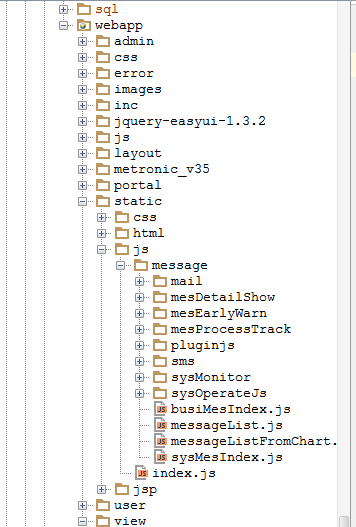 sql
webapp
admin
css
error
images
inc
jquery-easyui-1.3.2
js
layout
metronic_v35
portal
static
css
html
js
message
mail
mesDetailShow
mesEarlyWarn
mesProcessTrack
pluginjs
sms
sysMonitor
sysOperateJs
busiMesIndex.js
messageList.js
messageListFromChart.
sysMesIndex.js
index.js
jsp
user
view